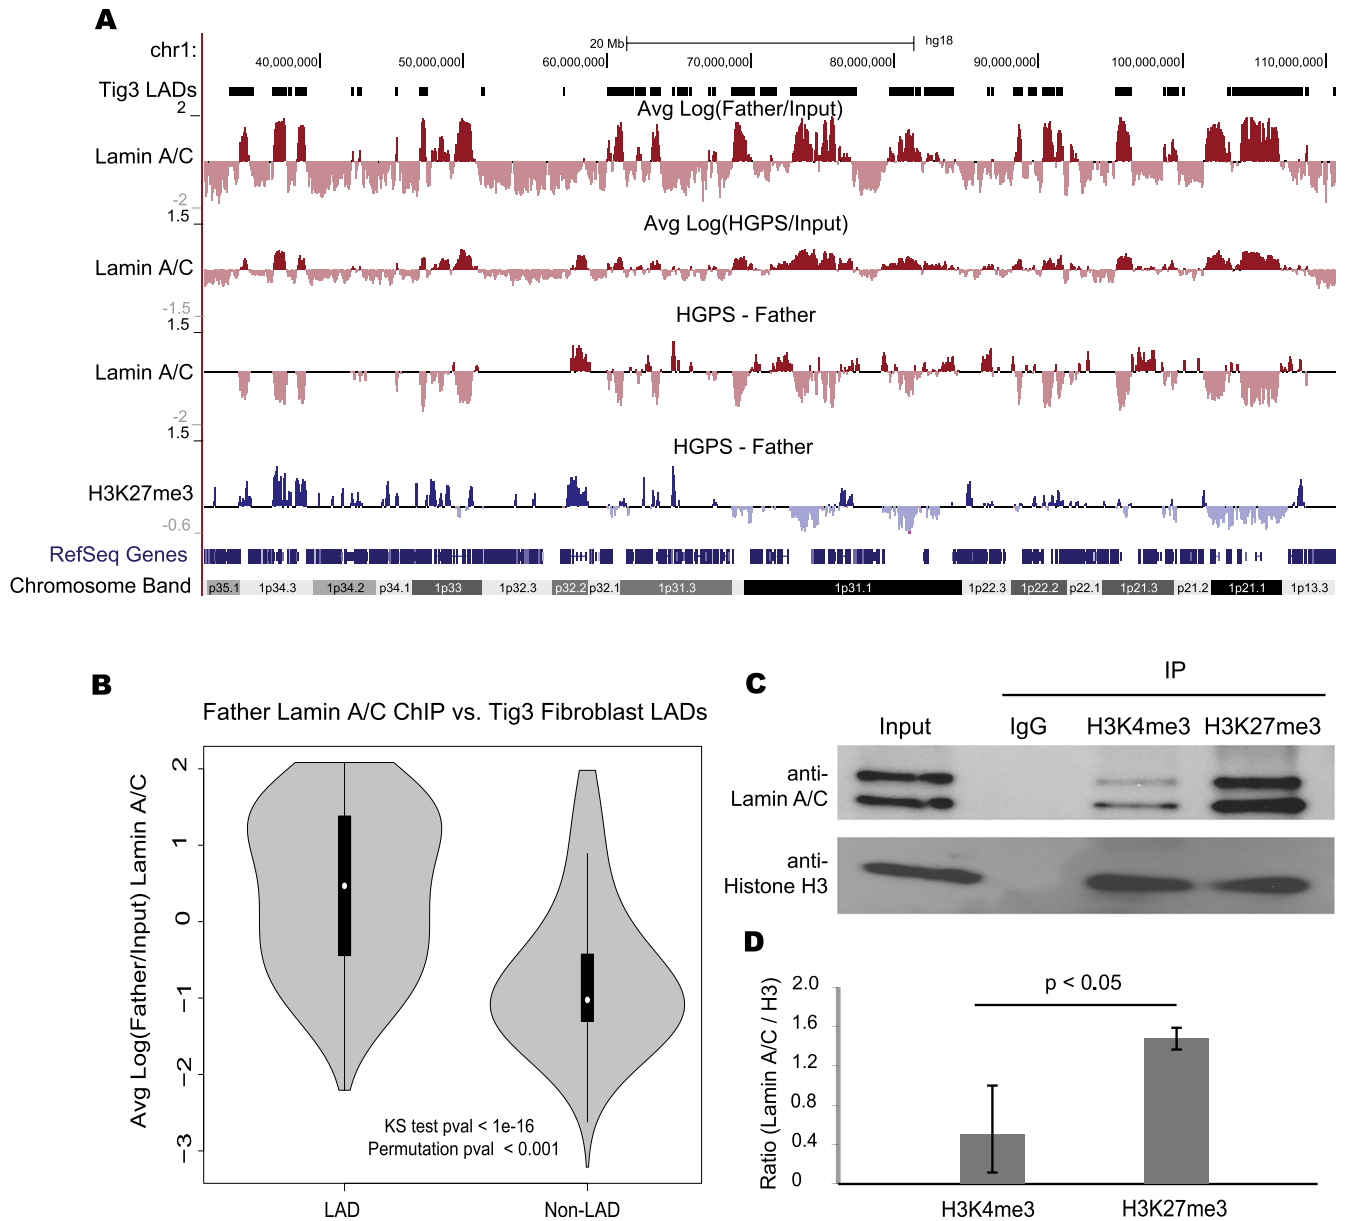 A
chr1:
20 Mb
hg18
40,000,000
50,000,000
60,000,000
70,000,000
80,000,000
90,000,000
100,000,000
110,000,000
Tig3 LADs
Avg Log(Father/Input)
2
Lamin A/C
-2
Avg Log(HGPS/Input)
1.5
Lamin A/C
-1.5
HGPS - Father
1.5
Lamin A/C
-2
HGPS - Father
1.5
H3K27me3
-0.6
RefSeq Genes
Chromosome Band
p35.1
1p34.3
1p34.2
p34.1
1p33
1p32.3
p32.2
p32.1
1p31.3
1p31.1
1p22.3
1p22.2
p22.1
1p21.3
p21.2
1p21.1
1p13.3
B
Father Lamin A/C ChIP vs. Tig3 Fibroblast LADs
Avg Log(Father/Input) Lamin A/C
2
1
0
-1
-2
-3
KS test pval < 1e-16
Permutation pval < 0.001
LAD
Non-LAD
C
IP
Input
IgG
H3K4me3
H3K27me3
anti-
Lamin A/C
anti-
Histone H3
D
Ratio (Lamin A/C / H3)
2.0
1.6
1.2
0.8
0.4
0
p < 0.05
H3K4me3
H3K27me3